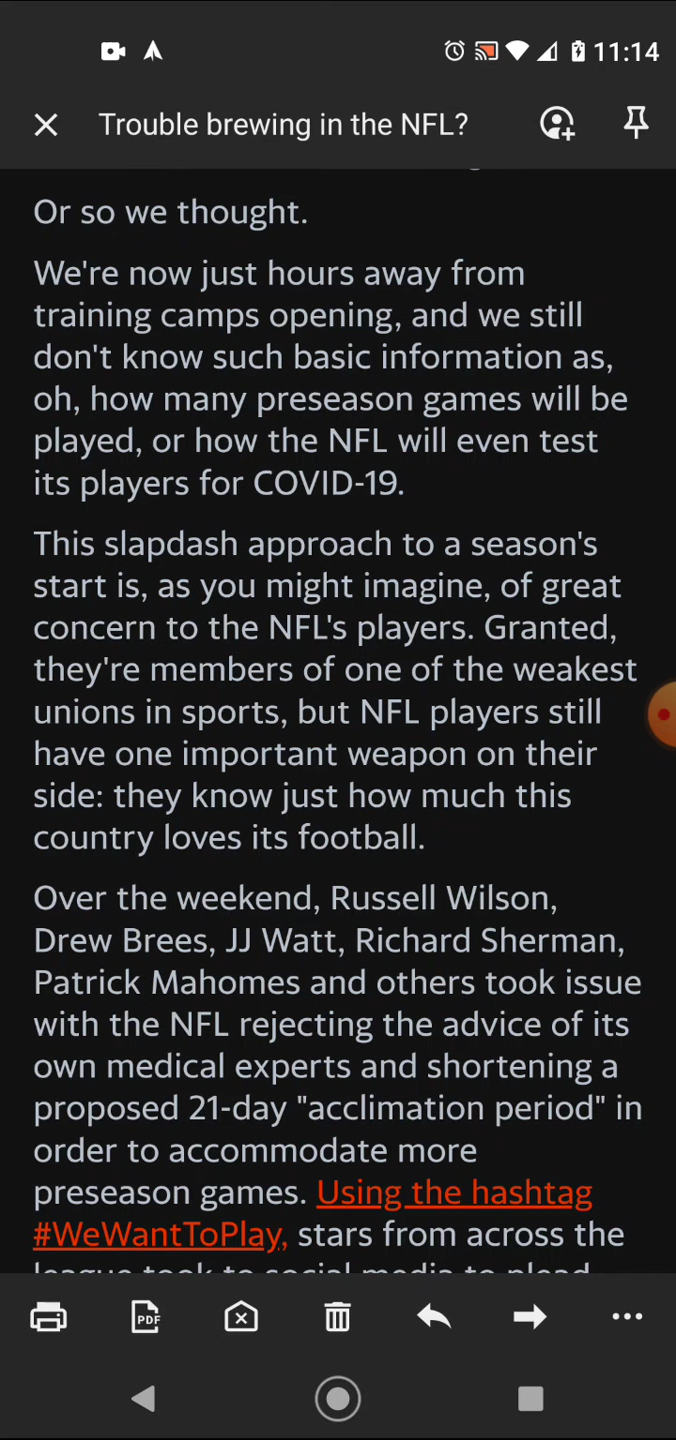 11:14
Trouble brewing in the NFL?
Or so we thought.
We're now just hours away from
training camps opening, and we still
don't know such basic information as,
oh, how many preseason games will be
played, or how the NFL will even test
its players for COVID-19.
This slapdash approach to a season's
start is, as you might imagine, of great
concern to the NFL's players. Granted,
they're members of one of the weakest
unions in sports, but NFL players still
have one important weapon on their
side: they know just how much this
country loves its football.
Over the weekend, Russell Wilson,
Drew Brees, JJ Watt, Richard Sherman,
Patrick Mahomes and others took issue
with the NFL rejecting the advice of its
own medical experts and shortening a
proposed 21-day "acclimation period" in
order to accommodate more
preseason games. Using the hashtag
#WeWantToPlay, stars from across the
league took to social media to plead
PDF